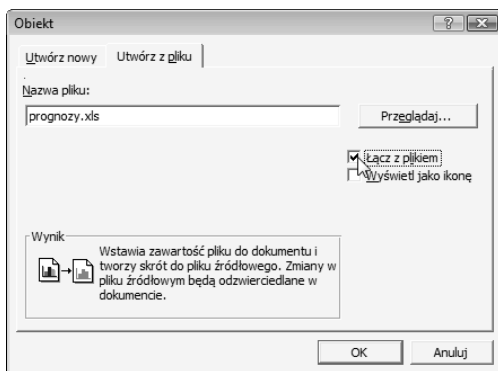 Obiekt
Utwórz nowy
Utwórz z pliku
Nazwa pliku:
prognozy.xls
Przeglądaj...
Łącz z plikiem
Wyświetl jako ikonę
Wynik
Wstawia zawartość pliku do dokumentu i
tworzy skrót do pliku źródłowego. Zmiany w
pliku źródłowym będą odzwierciedlane w
dokumencie.
OK
Anuluj